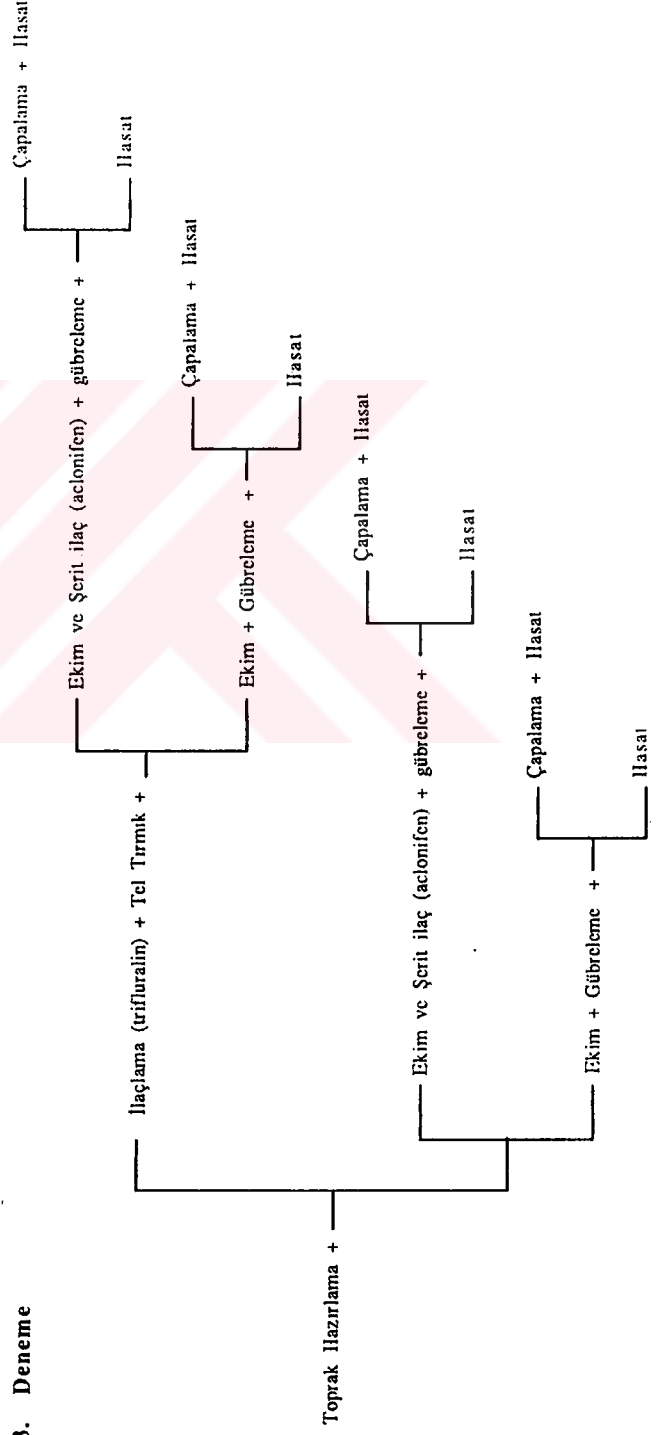 3. Deneme
Toprak Hazırlama +
İlaçlama (trifluralin) + Tel Tırmık +
Ekim ve Şerit ilaç (aclonifen) + gübreleme +
Çapalama + Hasat
Hasat
Ekim + Gübreleme +
Çapalama + Hasat
Hasat
Ekim ve Şerit ilaç (aclonifen) + gübreleme +
Çapalama + Hasat
Hasat
Ekim + Gübreleme +
Çapalama + Hasat
Hasat